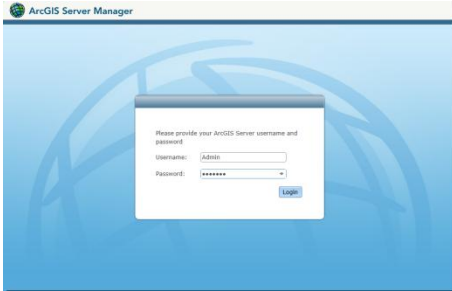 ArcGIS Server Manager
Please provide your ArcGIS Server username and
password
Username: Admin
Password: •••••••
Login